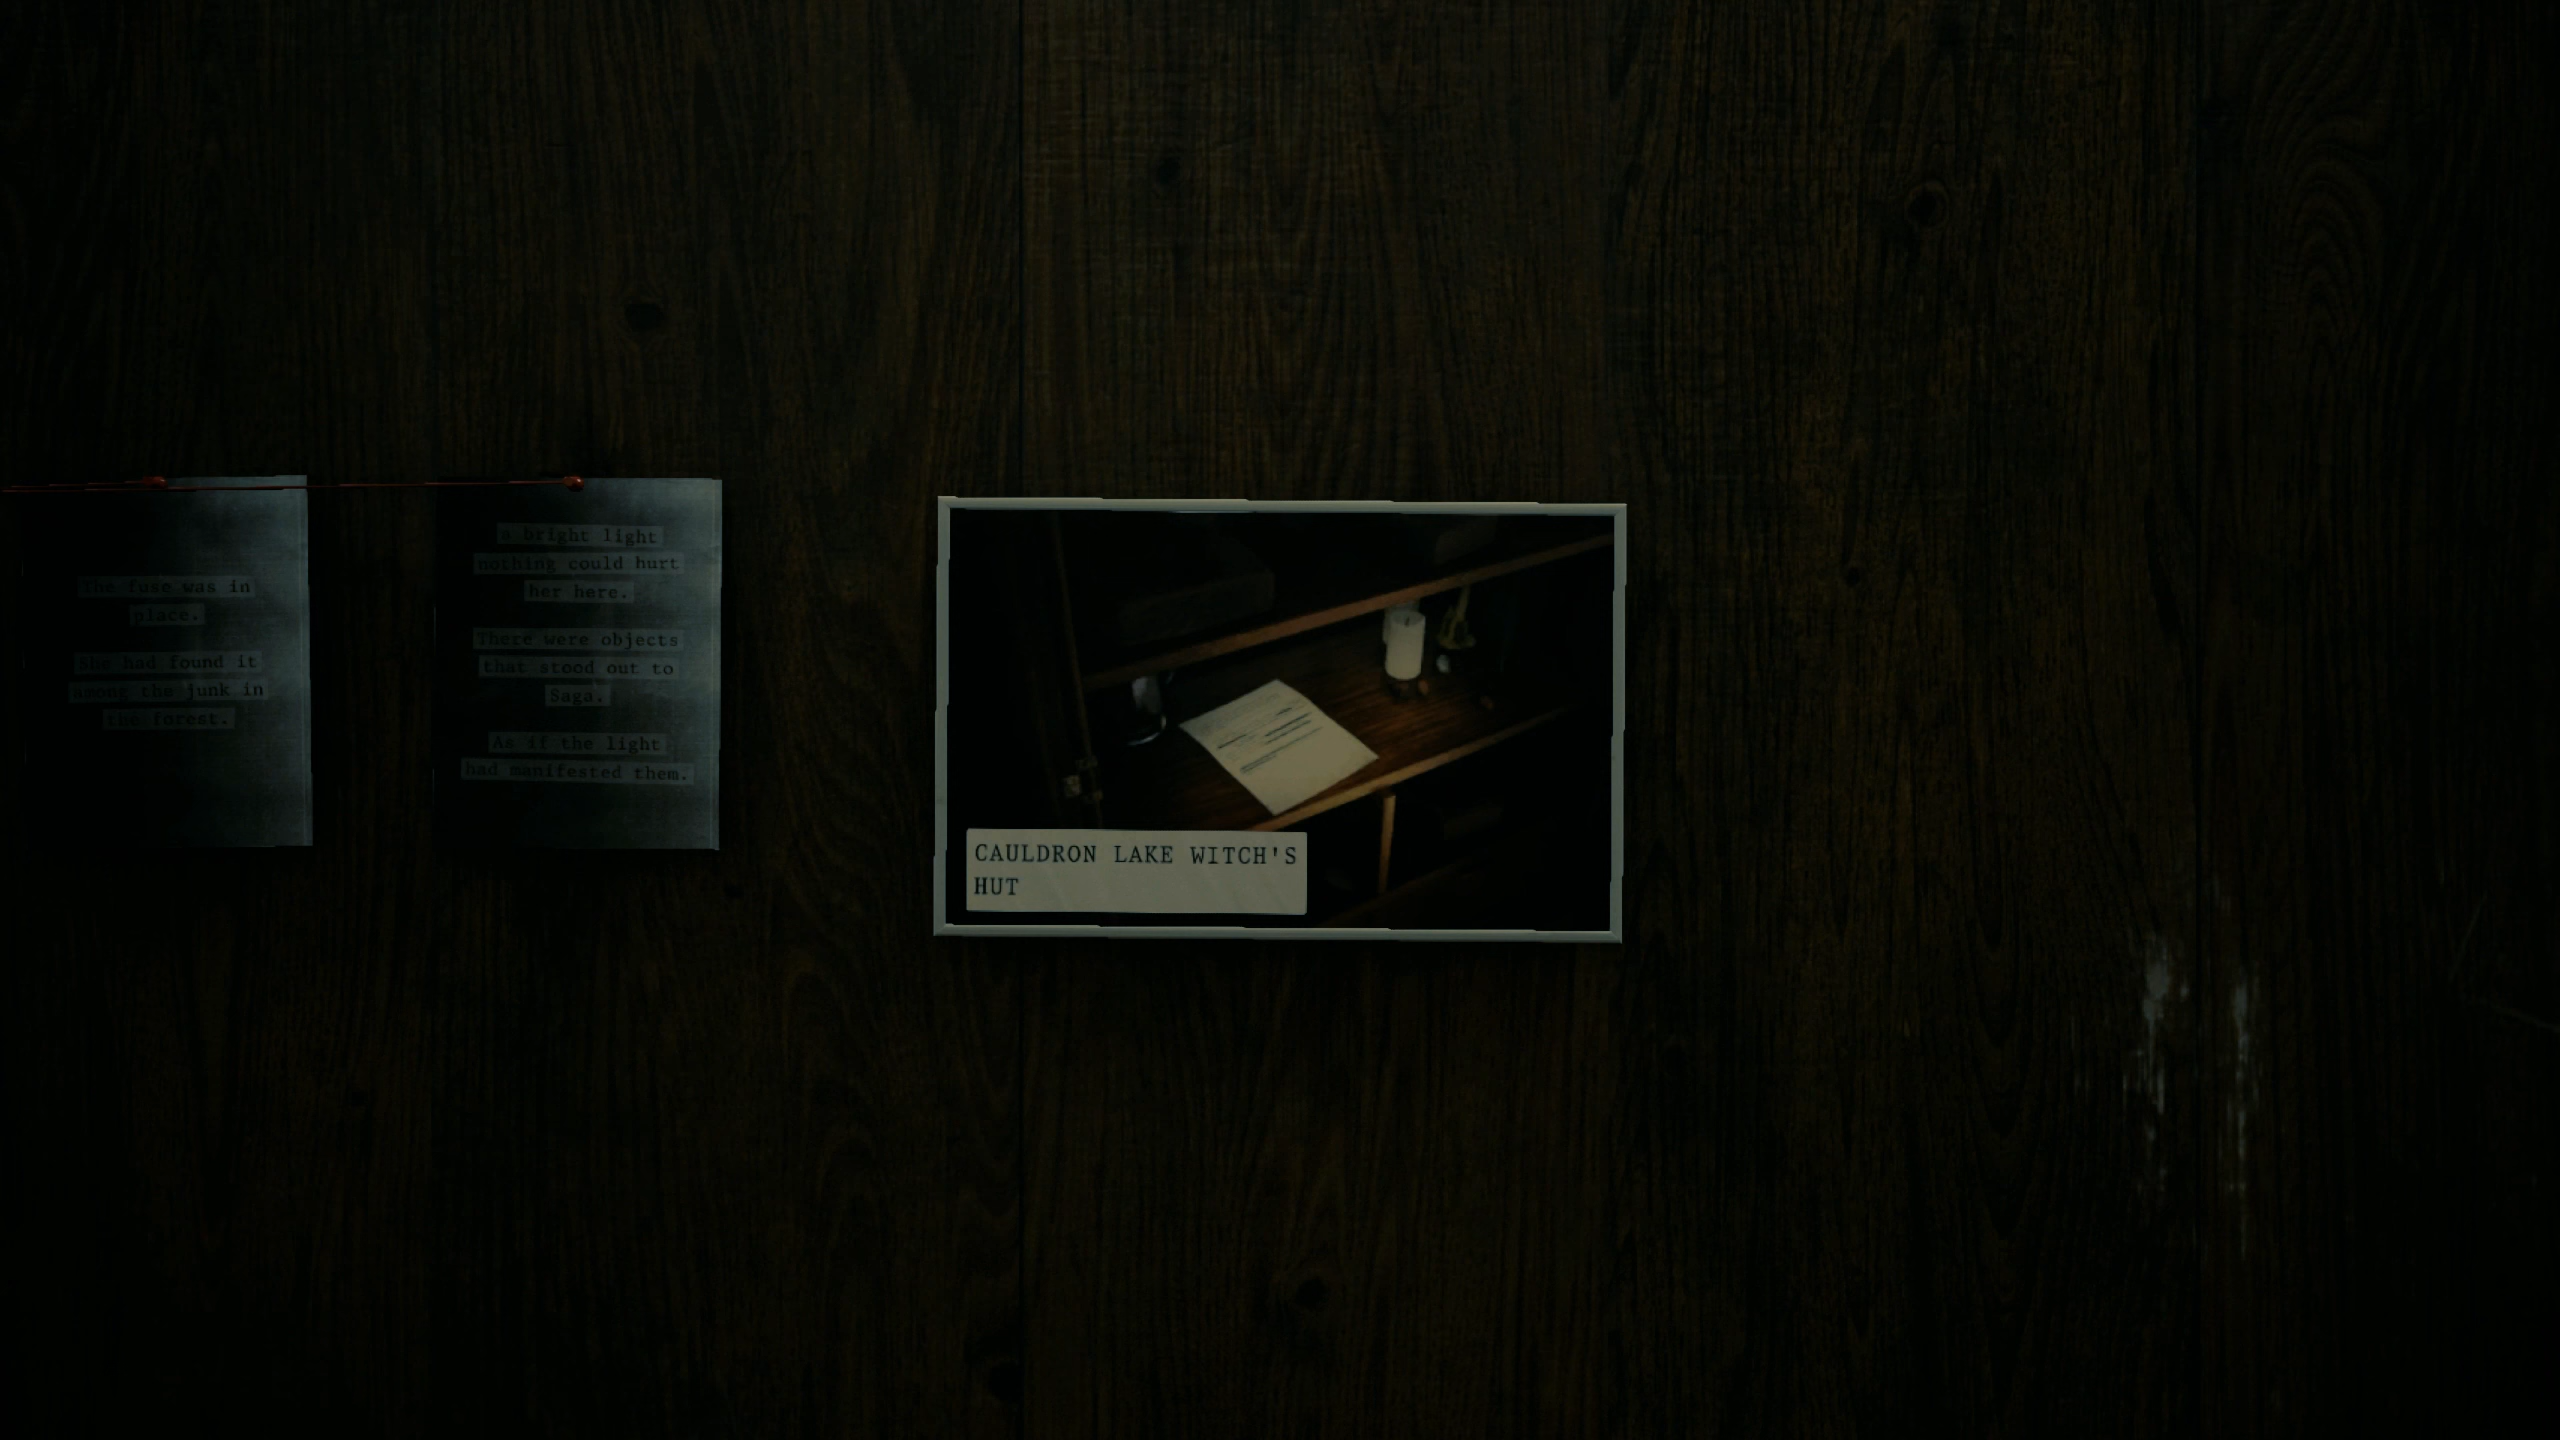 The fuse was in
place.
She had found it
among the junk in
the forest.
a bright light
nothing could hurt
her here.
There were objects
that stood out to
Saga.
As if the light
had manifested them.
CAULDRON LAKE WITCH'S
HUT